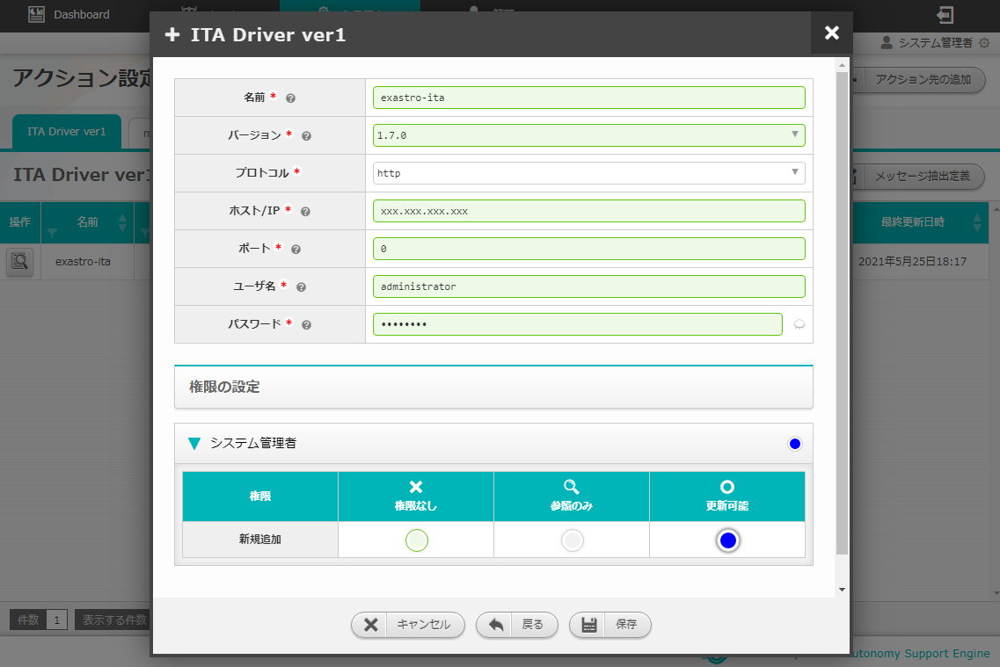 Dashboard
ITA Driver ver1
システム管理者
アクション設定
アクション先の追加
ITA Driver ver1
ITA Driver ver1
メッセージ抽出定義
操作
名前
最終更新日時
exastro-ita
2021年5月25日18:17
名前 *
exastro-ita
バージョン *
1.7.0
プロトコル *
http
ホスト/IP *
xxx.xxx.xxx.xxx
ポート *
0
ユーザ名 *
administrator
パスワード *
••••••••
権限の設定
システム管理者
権限
権限なし
参照のみ
更新可能
新規追加
キャンセル
戻る
保存
件数
1
表示する件数
utonomy Support Engine